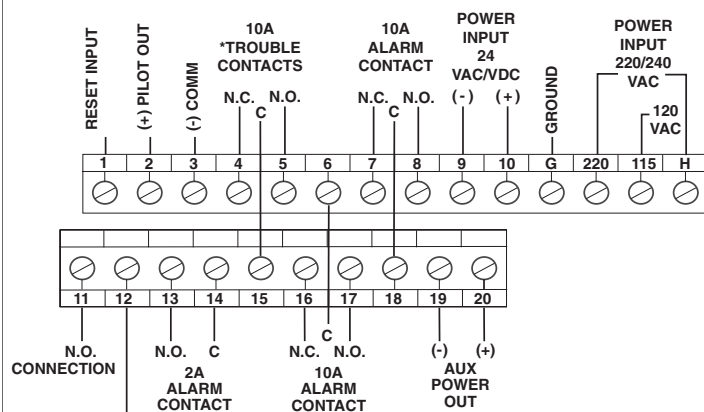 RESET INPUT
(+) PILOT OUT
(-) COMM
10A
*TROUBLE
CONTACTS
N.C.
C
N.O.
10A
ALARM
CONTACT
N.C.
C
N.O.
POWER
INPUT
24
VAC/VDC
(-) (+)
GROUND
POWER
INPUT
220/240
VAC
120
VAC
1 2 3 4 5 6 7 8 9 10 G 220 115 H
11 12 13 14 15 16 17 18 19 20
N.O.
CONNECTION
N.O. C
2A
ALARM
CONTACT
N.C.
C
N.O.
10A
ALARM
CONTACT
(-) (+)
AUX
POWER
OUT